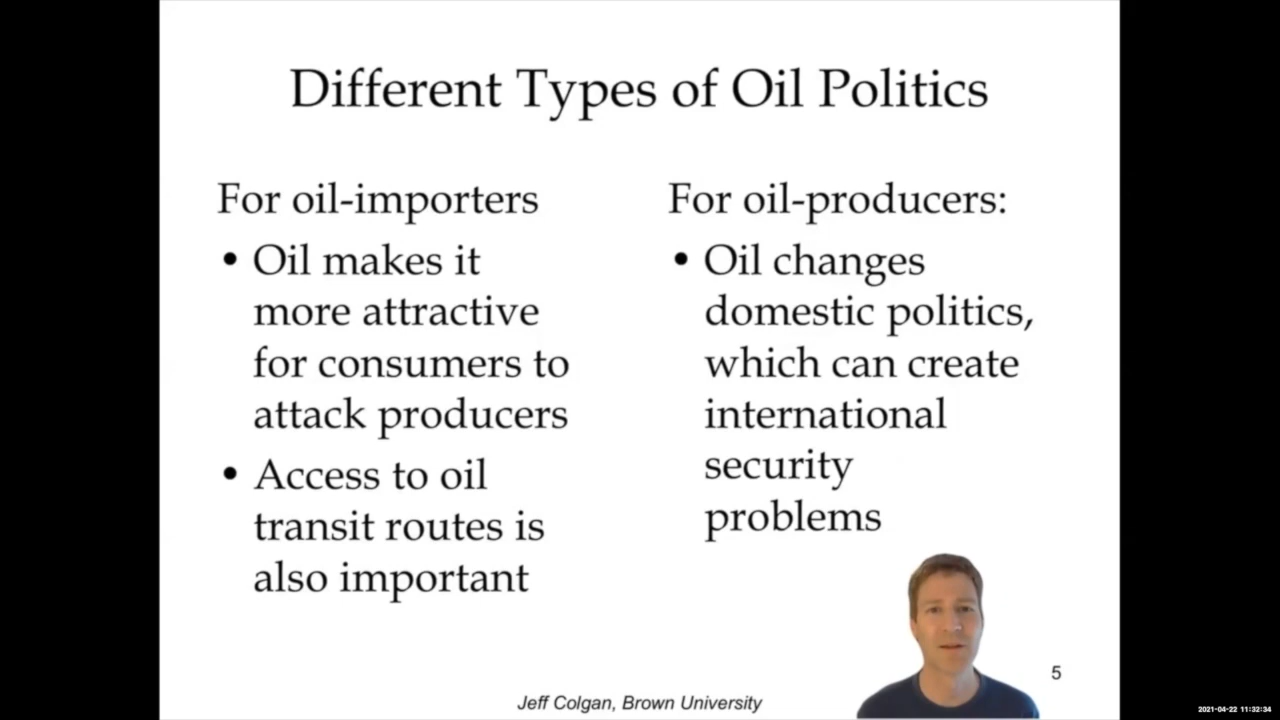 Different Types of Oil Politics
For oil-importers
• Oil makes it
more attractive
for consumers to
attack producers
• Access to oil
transit routes is
also important
For oil-producers:
• Oil changes
domestic politics,
which can create
international
security
problems
5
Jeff Colgan, Brown University
2021-04-22 11:32:34